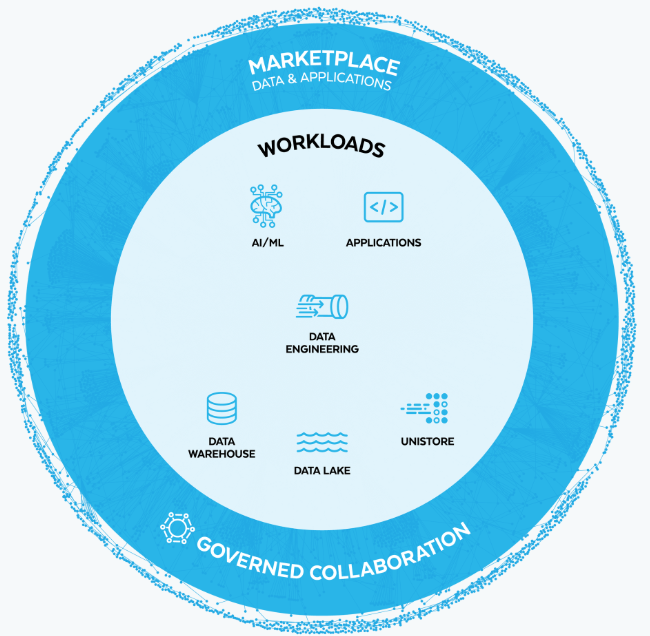 MARKETPLACE
DATA & APPLICATIONS
WORKLOADS
AI/ML
APPLICATIONS
DATA
ENGINEERING
DATA
WAREHOUSE
DATA LAKE
UNISTORE
GOVERNED COLLABORATION